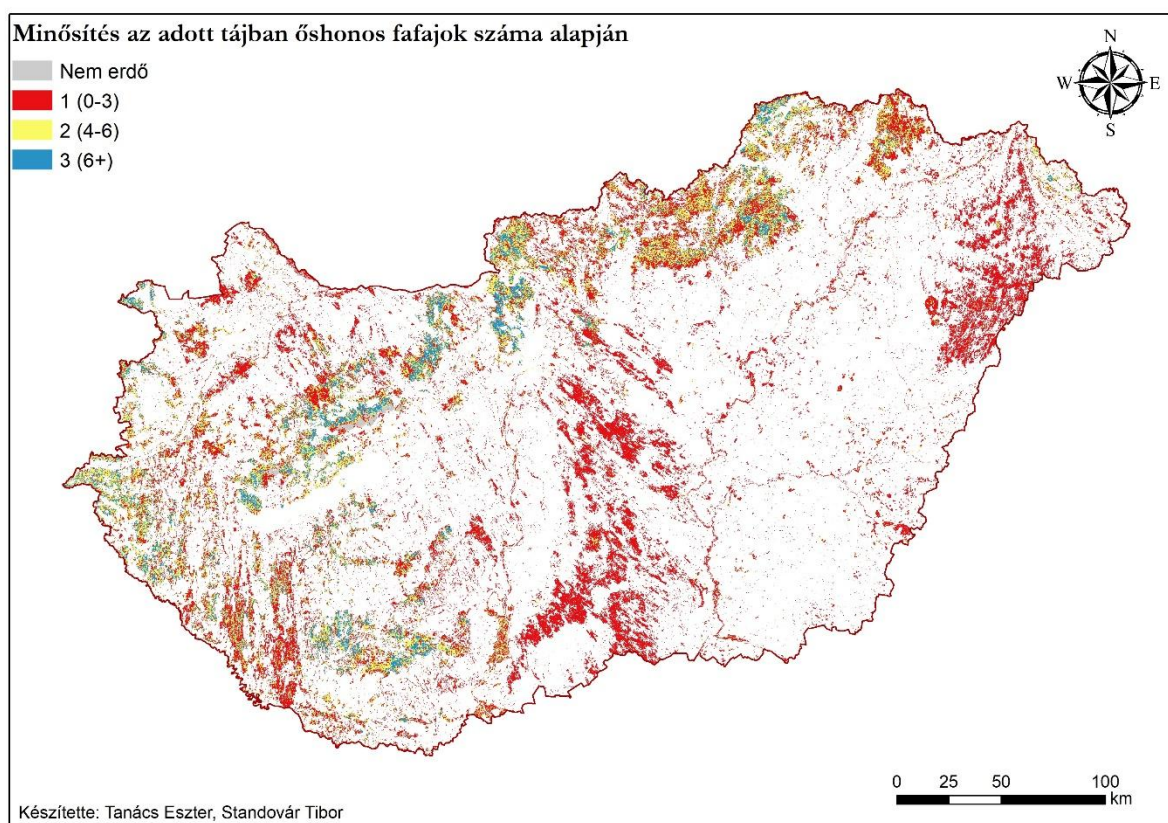 Minősítés az adott tájban őshonos fafajok száma alapján
Nem erdő
1 (0-3)
2 (4-6)
3 (6+)
N
W E
S
0 25 50 100
km
Készítette: Tanács Eszter, Standovár Tibor